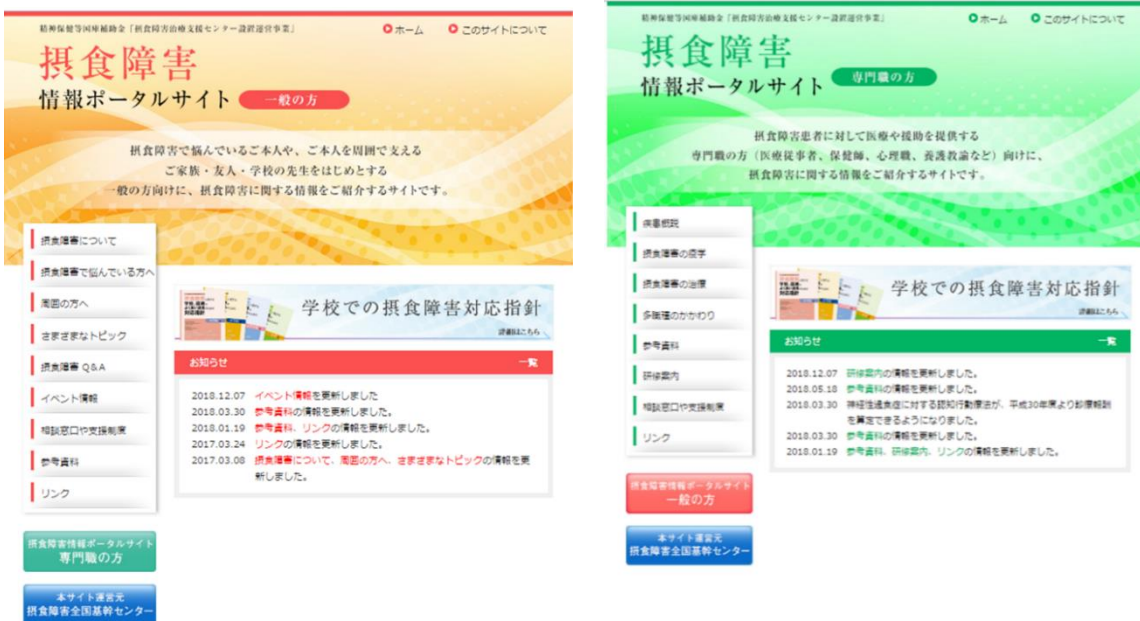 精神保健等国庫補助金「摂食障害治療支援センター設置運営事業」
ホーム
このサイトについて
摂食障害
情報ポータルサイト
一般の方
摂食障害で悩んでいるご本人や、ご本人を周囲で支える
ご家族・友人・学校の先生をはじめとする
一般の方向けに、摂食障害に関する情報をご紹介するサイトです。
摂食障害について
摂食障害で悩んでいる方へ
周囲の方へ
さまざまなトピック
摂食障害 Q&A
イベント情報
相談窓口や支援制度
参考資料
リンク
摂食障害情報ポータルサイト
専門職の方
本サイト運営元
摂食障害全国基幹センター
学校での摂食障害対応指針
詳細はこちら
お知らせ
一覧
2018.12.07 イベント情報を更新しました
2018.03.30 参考資料の情報を更新しました。
2018.01.19 参考資料、リンクの情報を更新しました。
2017.03.24 リンクの情報を更新しました
2017.03.08 摂食障害について、周囲の方へ、さまざまなトピックの情報を更
新しました。
精神保健等国庫補助金「摂食障害治療支援センター設置運営事業」
ホーム
このサイトについて
摂食障害
情報ポータルサイト
専門職の方
摂食障害患者に対して医療や援助を提供する
専門職の方（医療従事者、保健師、心理職、養護教諭など）向けに、
摂食障害に関する情報をご紹介するサイトです。
疾患概説
摂食障害の疫学
摂食障害の治療
多職種のかかわり
参考資料
研修案内
相談窓口や支援制度
リンク
摂食障害情報ポータルサイト
一般の方
本サイト運営元
摂食障害全国基幹センター
学校での摂食障害対応指針
詳細はこちら
お知らせ
一覧
2018.12.07 研修案内の情報を更新しました。
2018.05.18 参考資料の情報を更新しました。
2018.03.30 神経性過食症に対する認知行動療法が、平成30年度より診療報酬
を算定できるようになりました。
2018.03.30 参考資料の情報を更新しました。
2018.01.19 参考資料、研修案内、リンクの情報を更新しました。